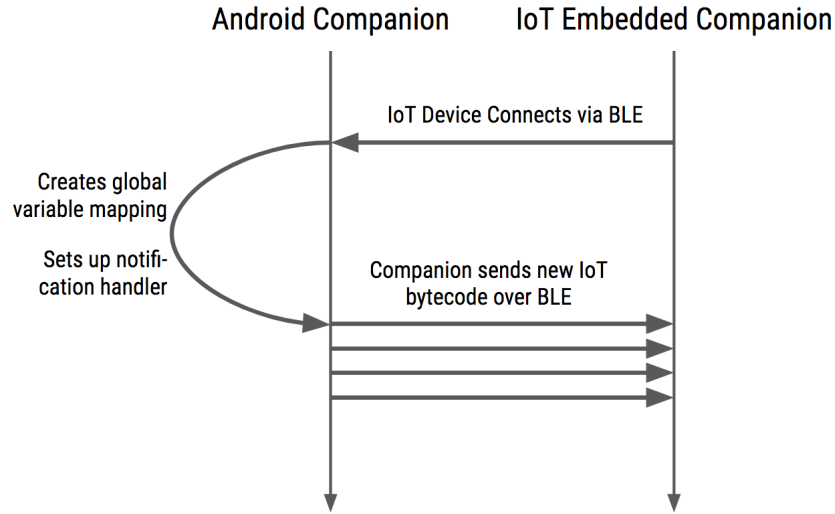 Android Companion
IoT Embedded Companion
IoT Device Connects via BLE
Creates global
variable mapping
Sets up notifi-
cation handler
Companion sends new IoT
bytecode over BLE